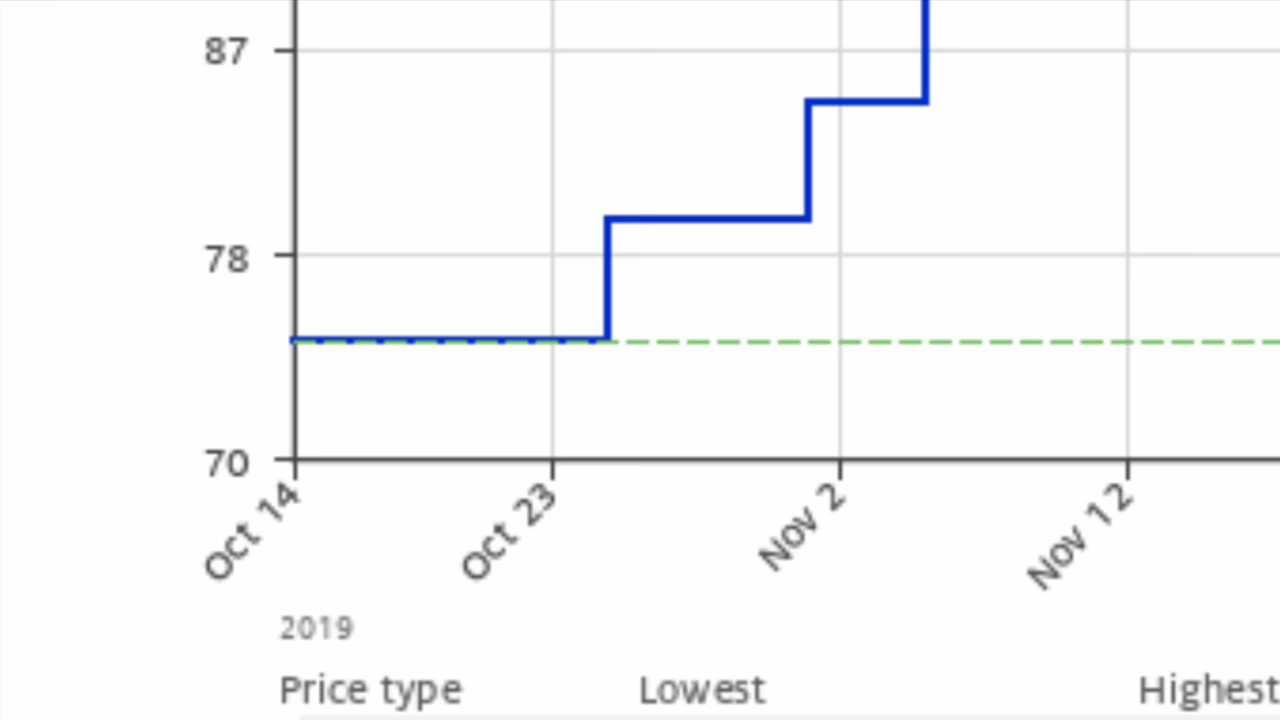 87
78
70
Oct 14
Oct 23
Nov 2
Nov 12
2019
Price type Lowest Highest